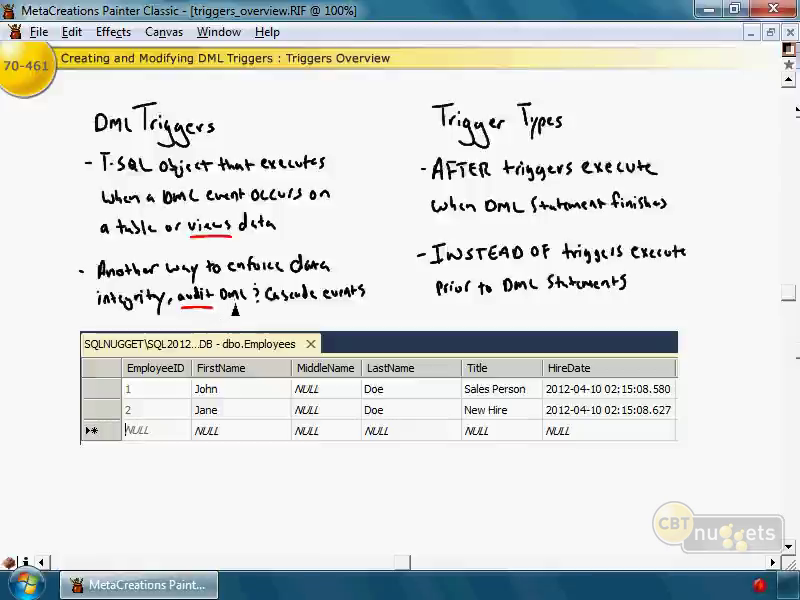 MetaCreations Painter Classic - [triggers_overview.RIF @ 100%]
File Edit Effects Canvas Window Help
70-461
Creating and Modifying DML Triggers : Triggers Overview
DML Triggers
- T-SQL object that executes
when a DML event occurs on
a table or views data
- Another way to enforce data
integrity, audit DML ? Cascade events
Trigger Types
- AFTER triggers execute
when DML statement finishes
- INSTEAD OF triggers execute
prior to DML statements
SQLNUGGET\SQL2012...DB - dbo.Employees
EmployeeID FirstName MiddleName LastName Title HireDate
1 John NULL Doe Sales Person 2012-04-10 02:15:08.580
2 Jane NULL Doe New Hire 2012-04-10 02:15:08.627
NULL NULL NULL NULL NULL NULL
CBT nuggets
MetaCreations Paint...